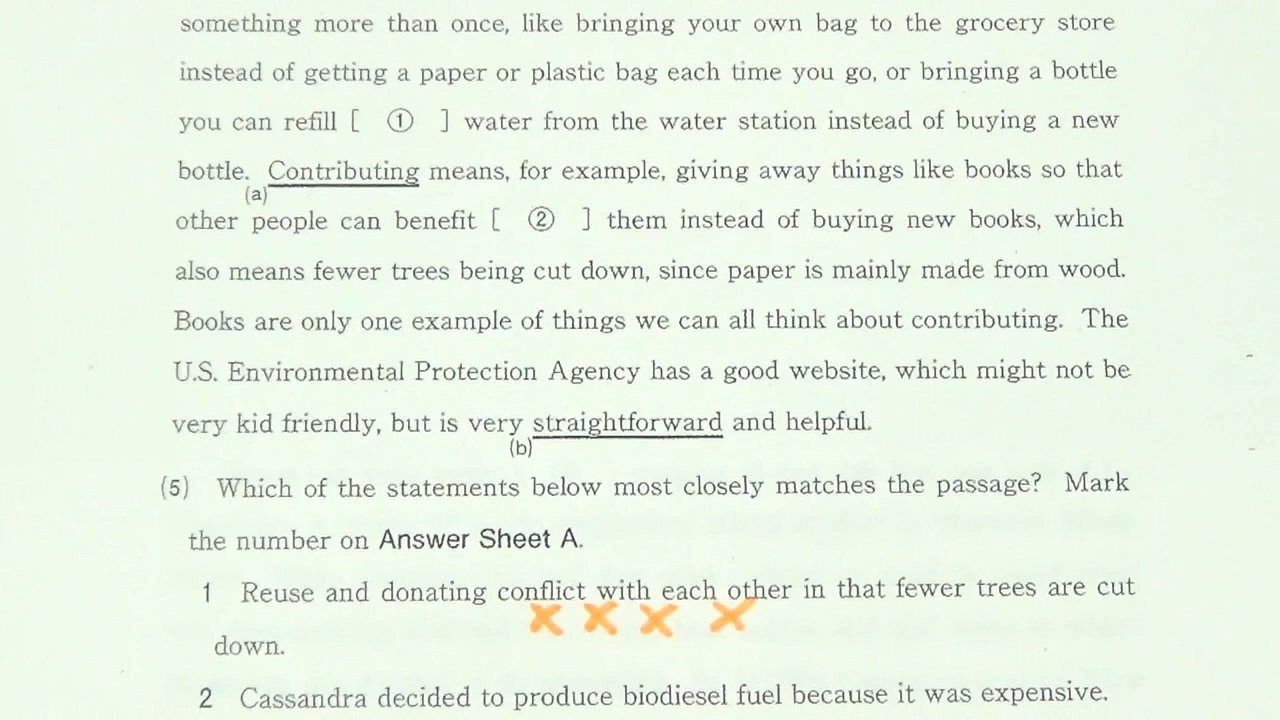 something more than once, like bringing your own bag to the grocery store
instead of getting a paper or plastic bag each time you go, or bringing a bottle
you can refill [ ① ] water from the water station instead of buying a new
bottle. Contributing means, for example, giving away things like books so that
(a)
other people can benefit [ ② ] them instead of buying new books, which
also means fewer trees being cut down, since paper is mainly made from wood.
Books are only one example of things we can all think about contributing. The
U.S. Environmental Protection Agency has a good website, which might not be
very kid friendly, but is very straightforward and helpful.
(b)
(5) Which of the statements below most closely matches the passage? Mark
the number on Answer Sheet A.
1 Reuse and donating conflict with each other in that fewer trees are cut
down.
2 Cassandra decided to produce biodiesel fuel because it was expensive.